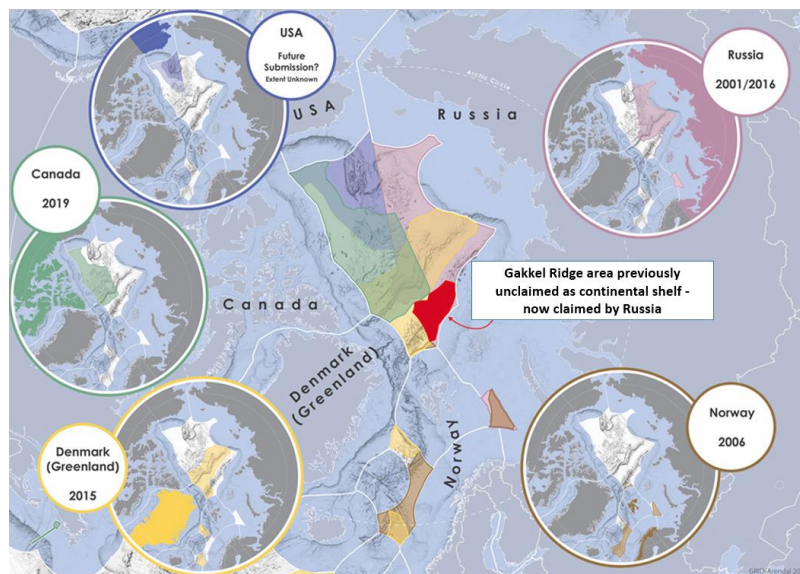 USA
Future
Submission?
Extent Unknown
Russia
2001/2016
Arctic Circle
USA
Russia
Canada
2019
Gakkel Ridge area previously
unclaimed as continental shelf -
now claimed by Russia
Canada
Denmark
(Greenland)
Norway
Denmark
(Greenland)
2015
Norway
2006
GRID-Arendal 20